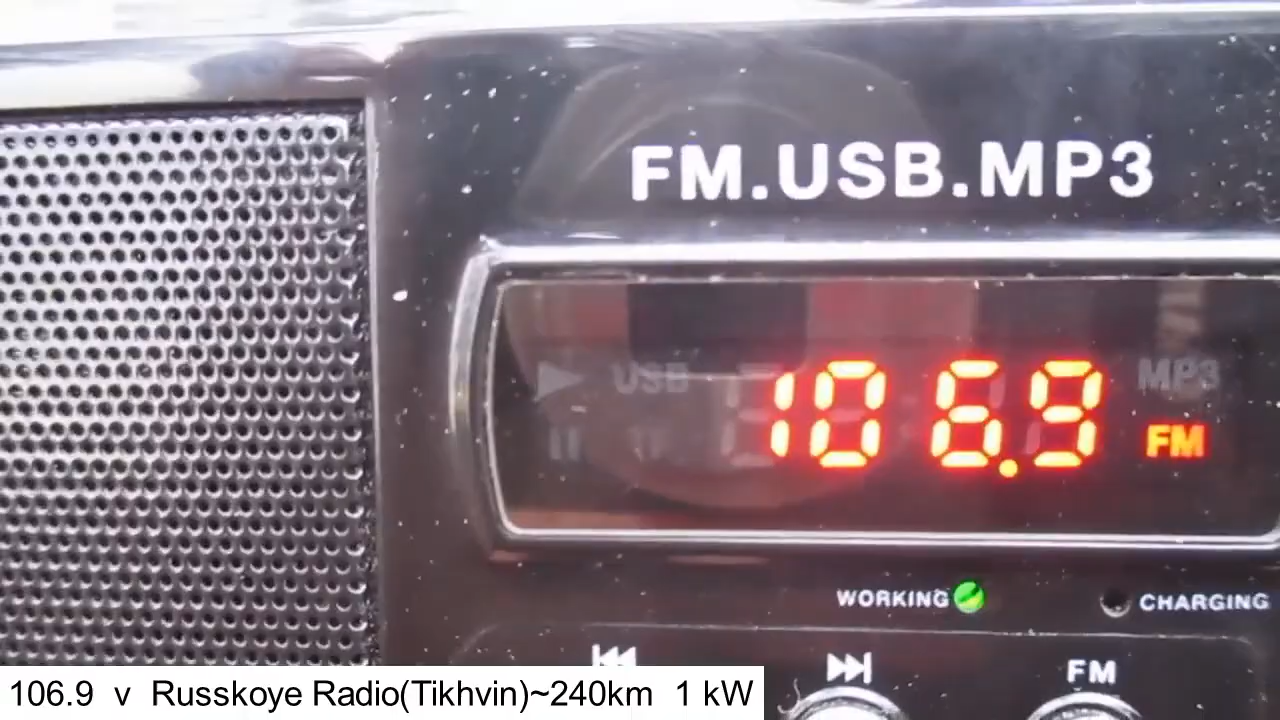 FM.USB.MP3
USB 106.9 MP3
FM
WORKING CHARGING
FM
106.9 v Russkoye Radio(Tikhvin)~240km 1 kW